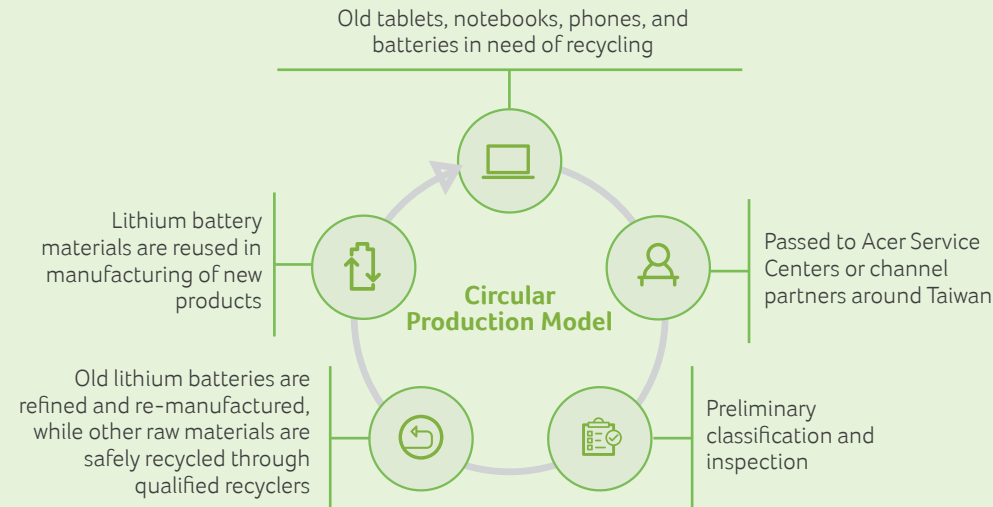 Old tablets, notebooks, phones, and
batteries in need of recycling
Passed to Acer Service
Centers or channel
partners around Taiwan
Preliminary
classification and
inspection
Old lithium batteries are
refined and re-manufactured,
while other raw materials are
safely recycled through
qualified recyclers
Lithium battery
materials are reused in
manufacturing of new
products
Circular
Production Model